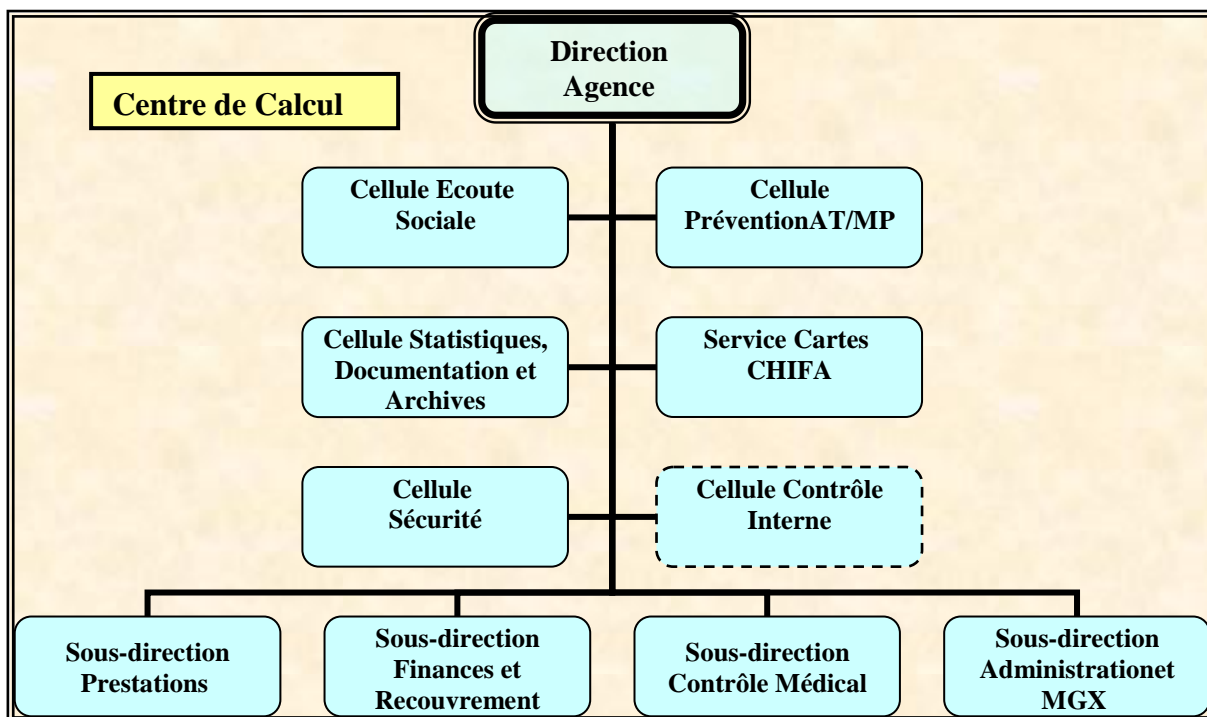 Direction
Agence
Centre de Calcul
Cellule Ecoute
Sociale
Cellule
PréventionAT/MP
Cellule Statistiques,
Documentation et
Archives
Service Cartes
CHIFA
Cellule
Sécurité
Cellule Contrôle
Interne
Sous-direction
Prestations
Sous-direction
Finances et
Recouvrement
Sous-direction
Contrôle Médical
Sous-direction
Administrationet
MGX